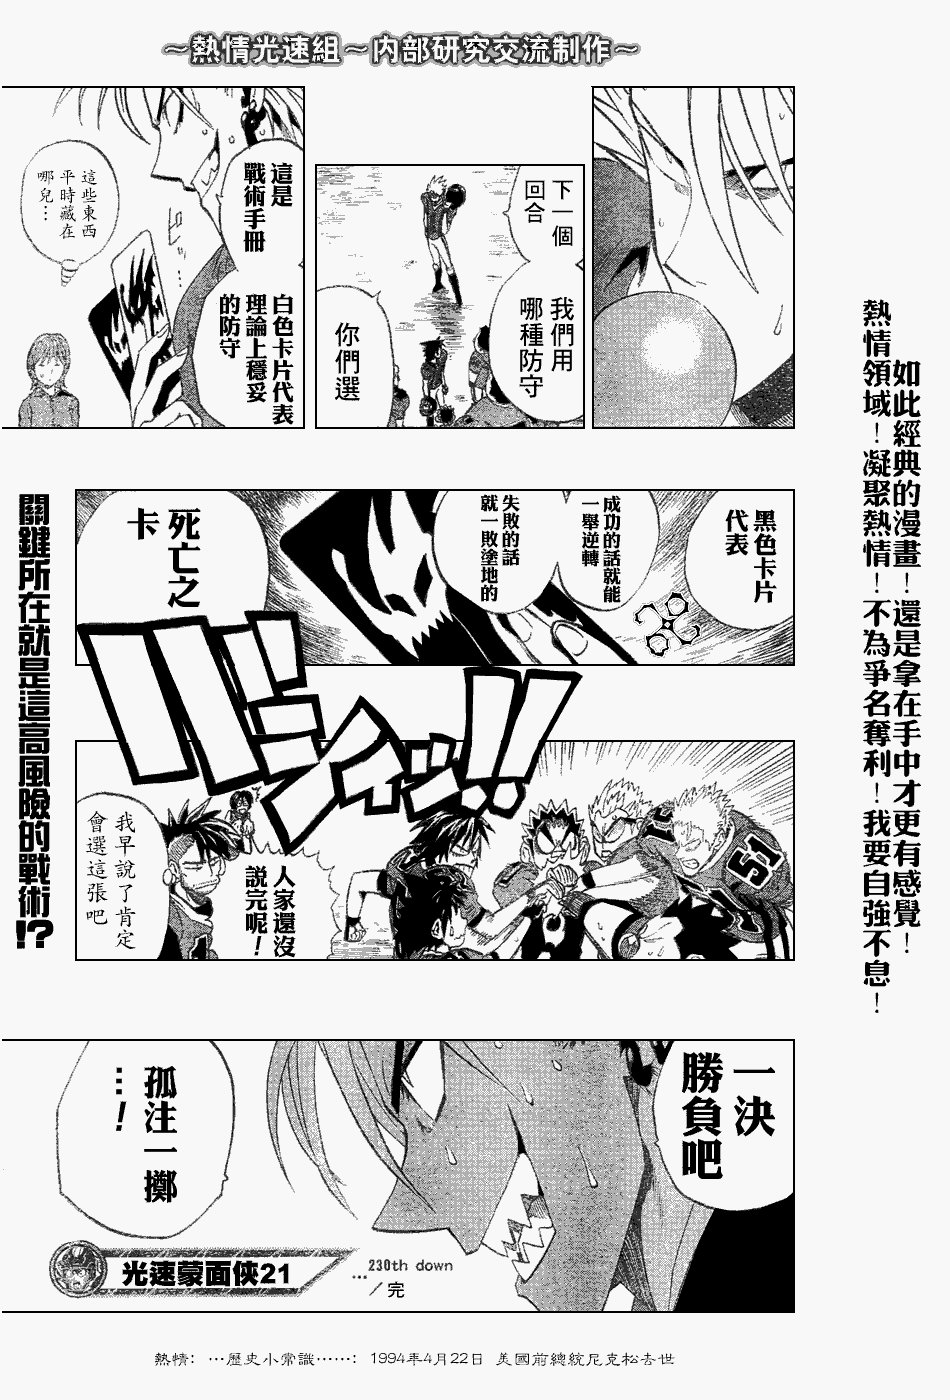 ～熱情光速組～內部研究交流制作～
如此經典的漫畫！還是拿在手中才更有感覺！
熱情領域！凝聚熱情！不為爭名奪利！我要自強不息！
下一個
回合
我們用
哪種防守
你們選
這是
戰術手冊
白色卡片代表
理論上穩妥
的防守
這些東西
平時藏在
哪兒…
黑色卡片
代表
成功的話就能
一舉逆轉
失敗的話
就一敗塗地的
死亡之
卡
バシィッ!!
51
人家還沒
說完呢！
我早說了肯定
會選這張吧
關鍵所在就是這高風險的戰術!?
一決
勝負吧
孤注一擲
…！
光速蒙面俠21
230th down
…／完
熱情：…歷史小常識……：1994年4月22日 美國前總統尼克松去世